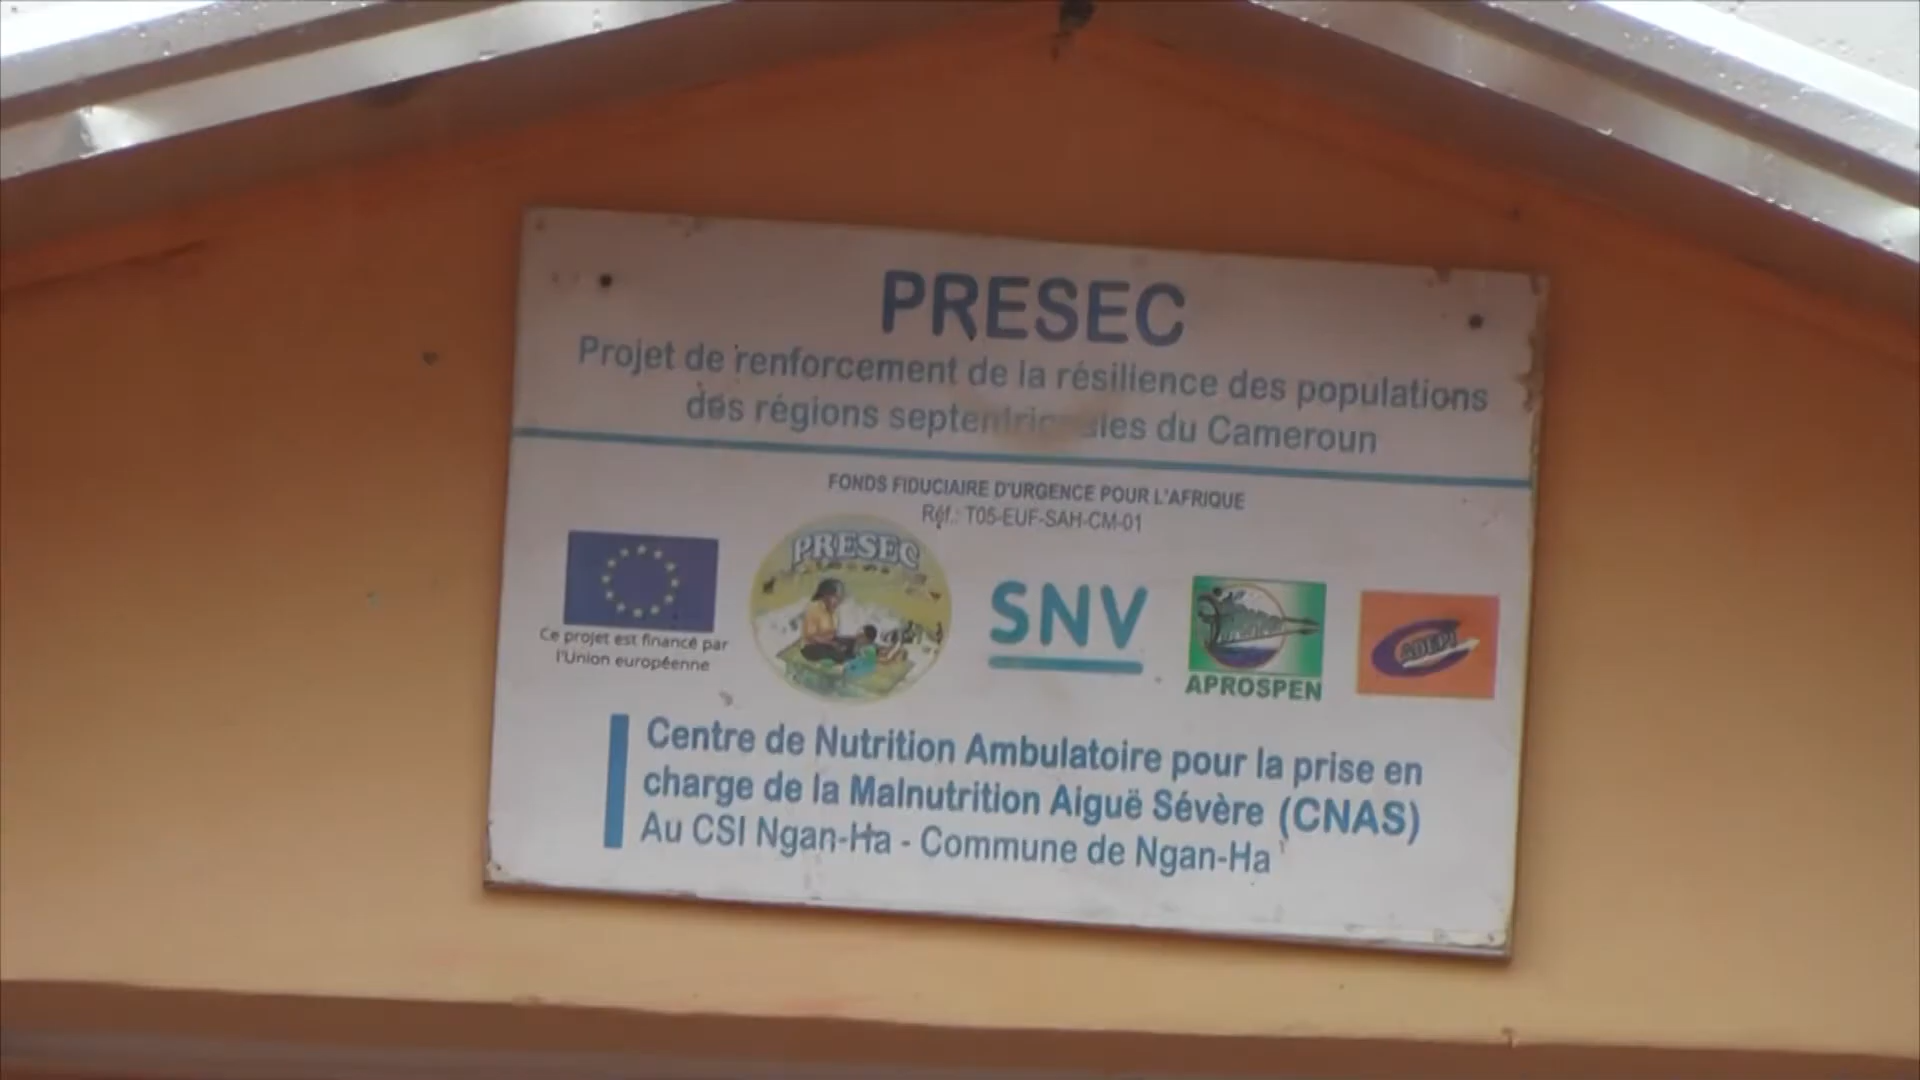 PRESEC
Projet de renforcement de la résilience des populations
des régions du Cameroun
FONDS FIDUCIAIRE D'URGENCE POUR L'AFRIQUE
Réf.: T05-EUF-SAH-CM-01
Ce projet est financé par
l'Union européenne
PRESEC
SNV
APROSPEN
Centre de Nutrition Ambulatoire pour la prise en
charge de la Malnutrition Aiguë Sévère (CNAS)
Au CSI Ngan-Ha - Commune de Ngan-Ha